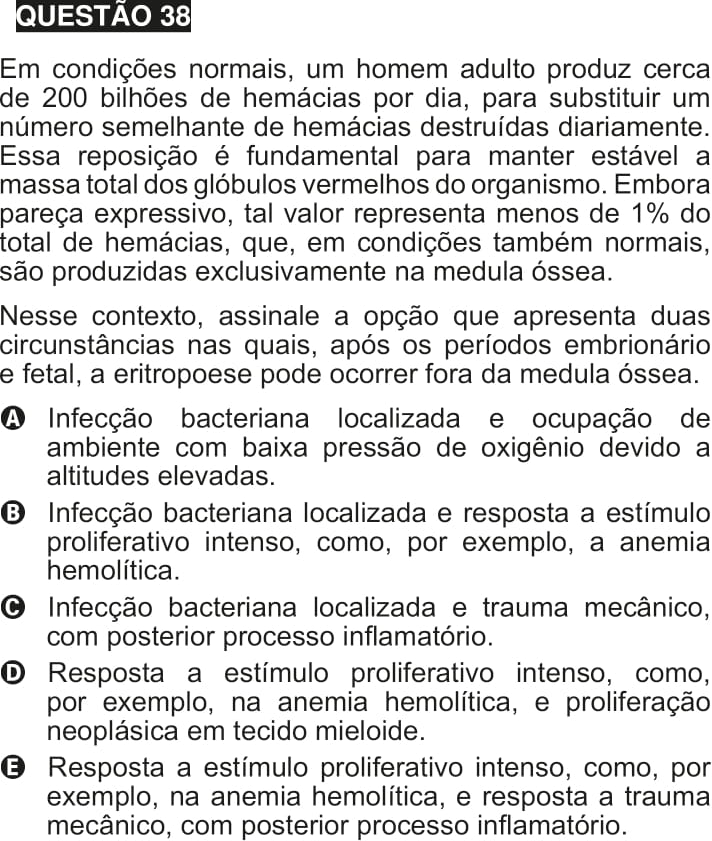 QUESTÃO 38
Em condições normais, um homem adulto produz cerca
de 200 bilhões de hemácias por dia, para substituir um
número semelhante de hemácias destruídas diariamente.
Essa reposição é fundamental para manter estável a
massa total dos glóbulos vermelhos do organismo. Embora
pareça expressivo, tal valor representa menos de 1% do
total de hemácias, que, em condições também normais,
são produzidas exclusivamente na medula óssea.
Nesse contexto, assinale a opção que apresenta duas
circunstâncias nas quais, após os períodos embrionário
e fetal, a eritropoese pode ocorrer fora da medula óssea.
A Infecção bacteriana localizada e ocupação de
ambiente com baixa pressão de oxigênio devido a
altitudes elevadas.
B Infecção bacteriana localizada e resposta a estímulo
proliferativo intenso, como, por exemplo, a anemia
hemolítica.
C Infecção bacteriana localizada e trauma mecânico,
com posterior processo inflamatório.
D Resposta a estímulo proliferativo intenso, como,
por exemplo, na anemia hemolítica, e proliferação
neoplásica em tecido mieloide.
E Resposta a estímulo proliferativo intenso, como, por
exemplo, na anemia hemolítica, e resposta a trauma
mecânico, com posterior processo inflamatório.